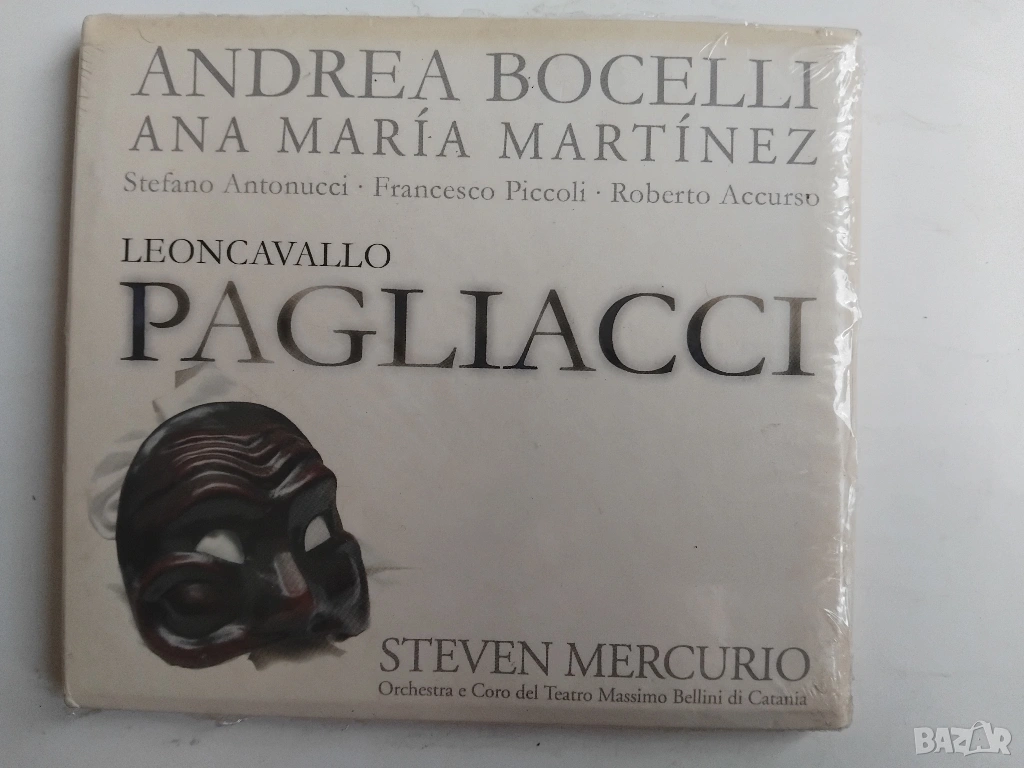 ANDREA BOCELLI
ANA MARÍA MARTÍNEZ
Stefano Antonucci · Francesco Piccoli · Roberto Accurso
LEONCAVALLO
PAGLIACCI
STEVEN MERCURIO
Orchestra e Coro del Teatro Massimo Bellini di Catania
BAZAR